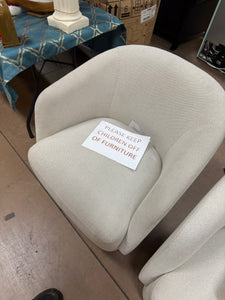 PLEASE KEEP
CHILDREN OFF
OF FURNITURE